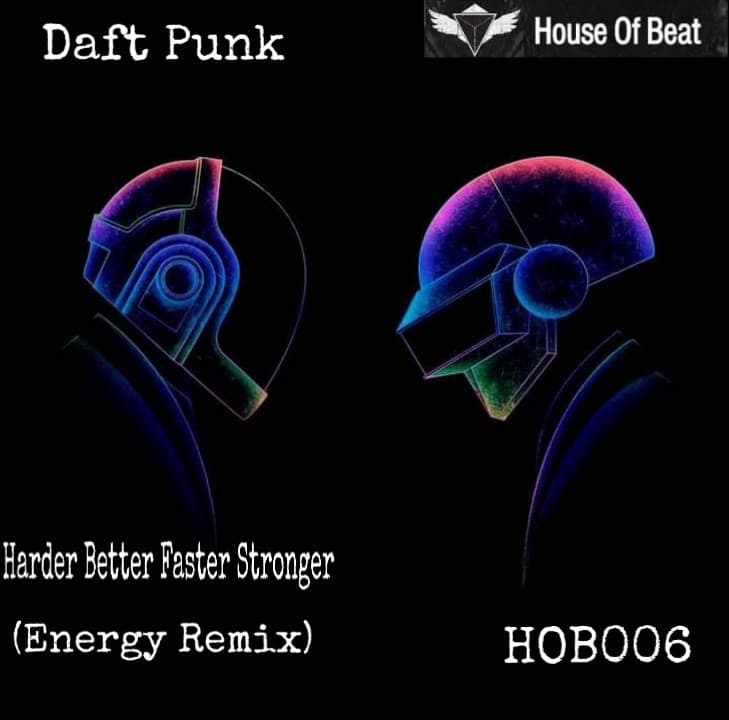 Daft Punk
House Of Beat
Harder Better Faster Stronger
(Energy Remix)
HOB006